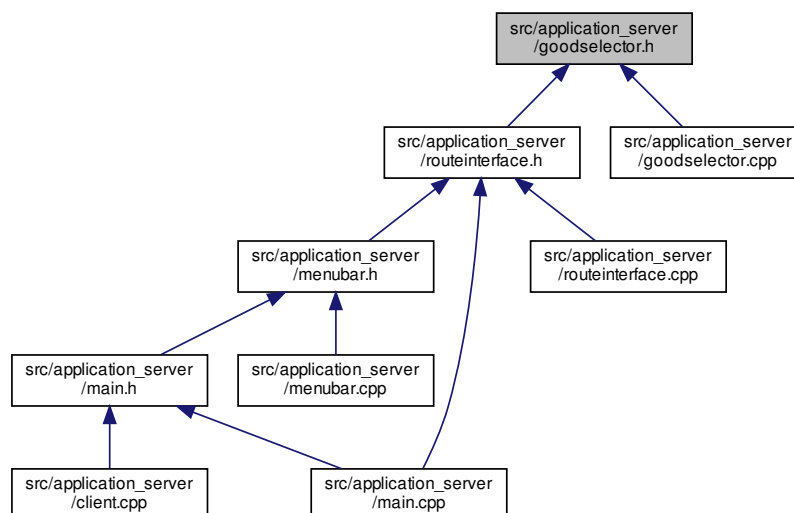 src/application_server
/goodselector.h
src/application_server
/routeinterface.h
src/application_server
/goodselector.cpp
src/application_server
/menubar.h
src/application_server
/routeinterface.cpp
src/application_server
/main.h
src/application_server
/menubar.cpp
src/application_server
/client.cpp
src/application_server
/main.cpp